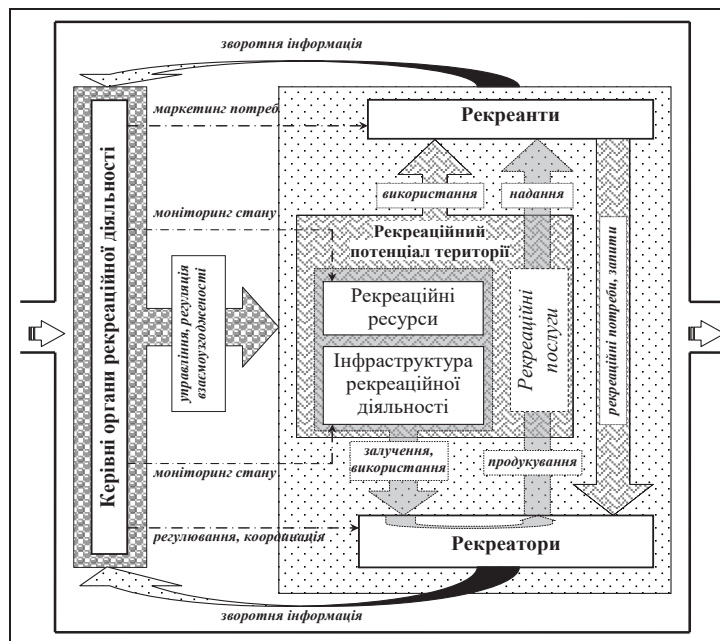 зворотня інформація
маркетинг потреб
Рекреанти
використання
надання
моніторинг стану
Рекреаційний
потенціал території
Керівні органи рекреаційної діяльності
управління, регуляція
взаємоузгодженості
Рекреаційні
ресурси
Інфраструктура
рекреаційної
діяльності
Рекреаційні
послуги
рекреаційні потреби, запити
залучення,
використання
продукування
моніторинг стану
регулювання, координація
Рекреатори
зворотня інформація